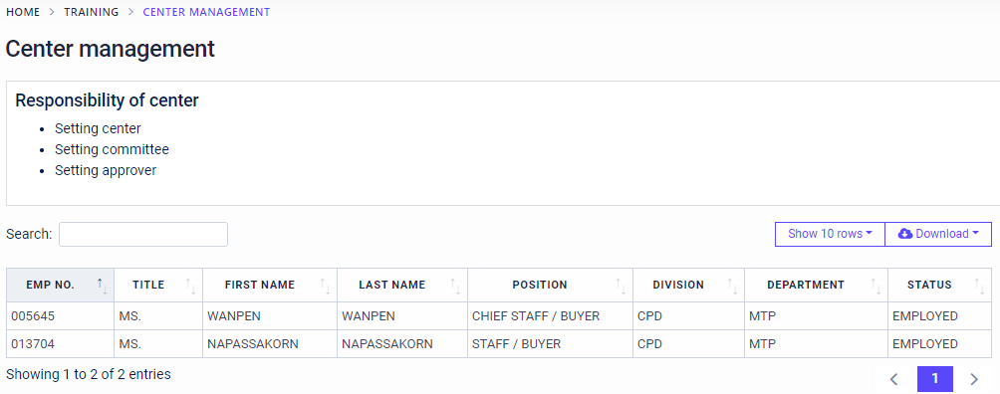 HOME > TRAINING > CENTER MANAGEMENT
Center management
Responsibility of center
• Setting center
• Setting committee
• Setting approver
Search: Show 10 rows Download
EMP NO. TITLE FIRST NAME LAST NAME POSITION DIVISION DEPARTMENT STATUS
005645 MS. WANPEN WANPEN CHIEF STAFF / BUYER CPD MTP EMPLOYED
013704 MS. NAPASSAKORN NAPASSAKORN STAFF / BUYER CPD MTP EMPLOYED
Showing 1 to 2 of 2 entries < 1 >